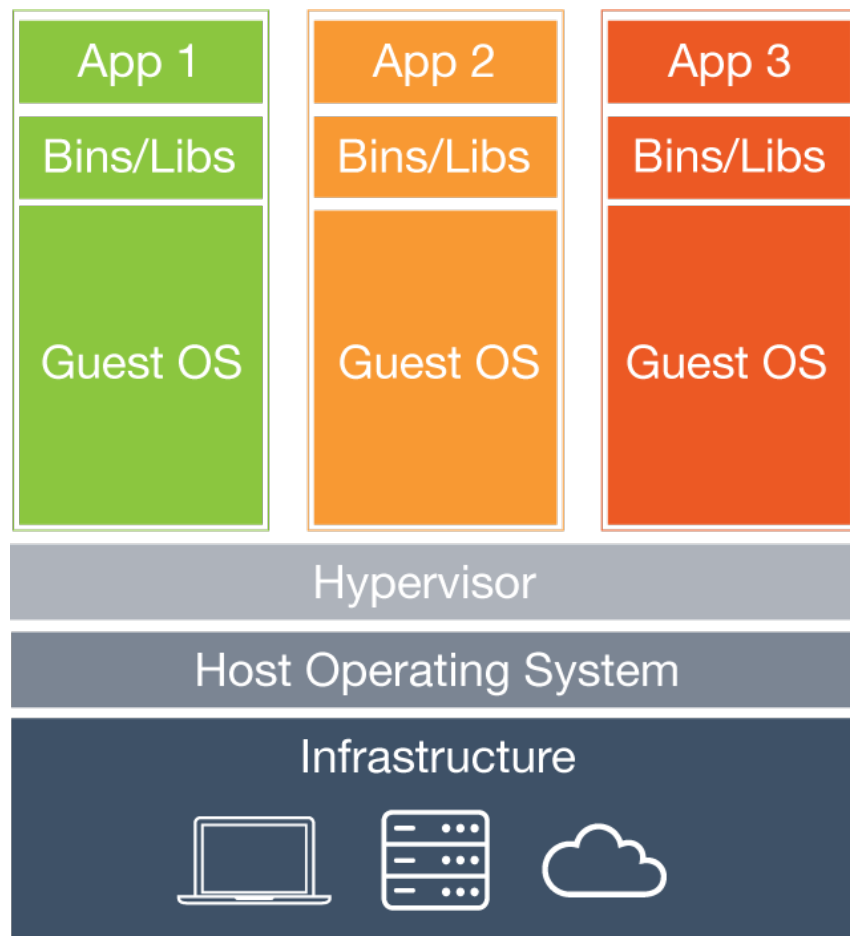 App 1
App 2
App 3
Bins/Libs
Bins/Libs
Bins/Libs
Guest OS
Guest OS
Guest OS
Hypervisor
Host Operating System
Infrastructure